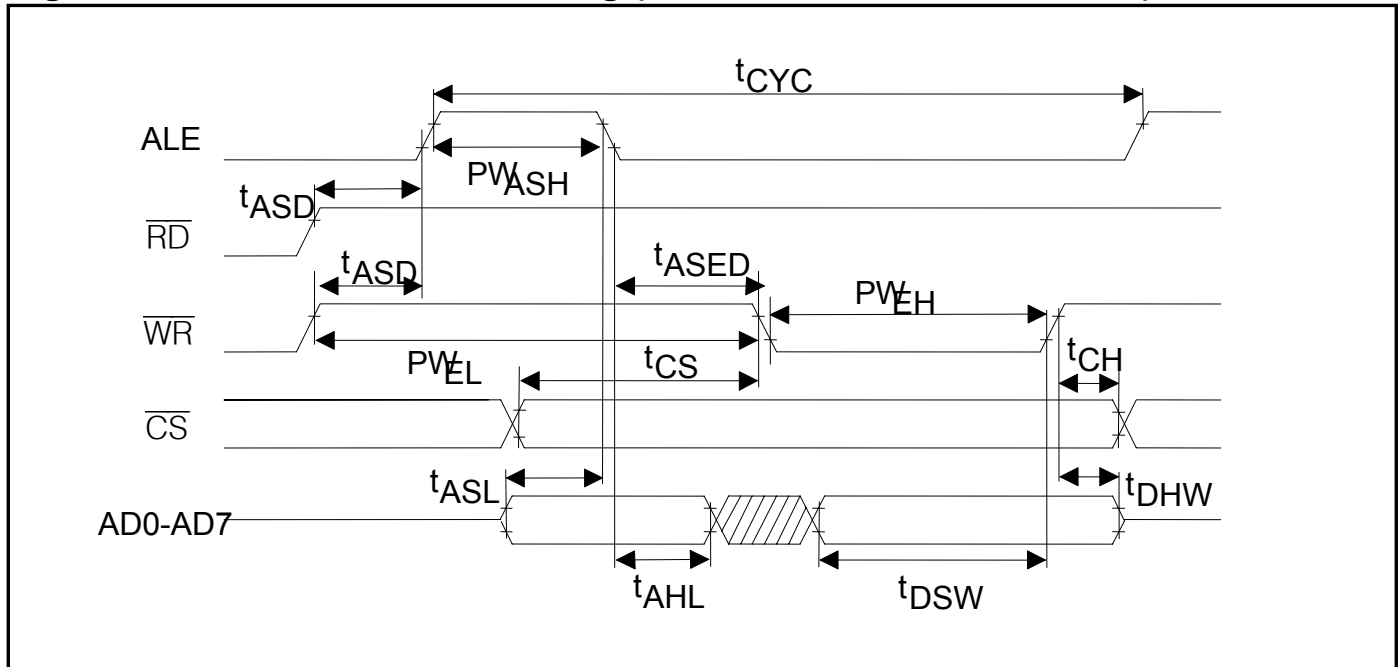 tCYC
ALE
PWASH
tASD
RD
tASD
tASED
PWEH
WR
PWEL
tCS
tCH
CS
tASL
tDHW
AD0-AD7
tAHL
tDSW